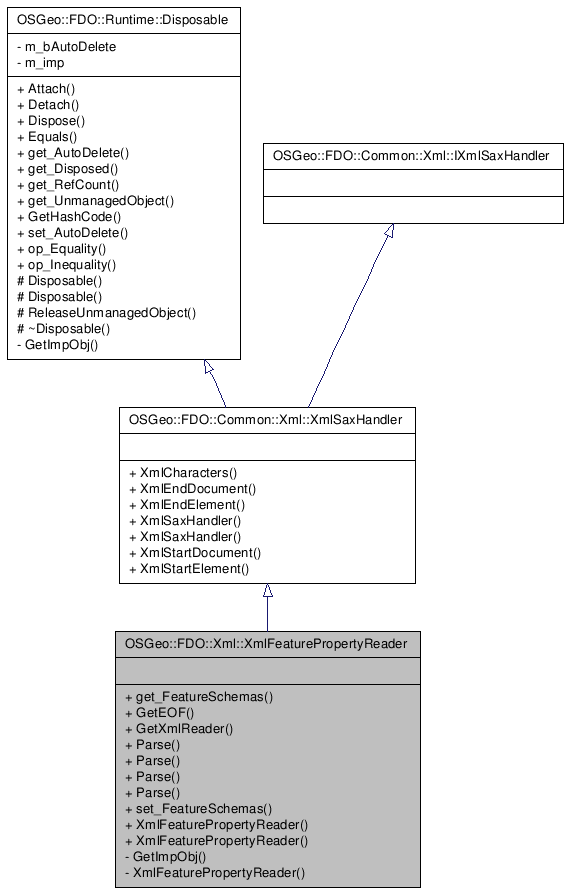 OSGeo::FDO::Runtime::Disposable
- m_bAutoDelete
- m_imp
+ Attach()
+ Detach()
+ Dispose()
+ Equals()
+ get_AutoDelete()
+ get_Disposed()
+ get_RefCount()
+ get_UnmanagedObject()
+ GetHashCode()
+ set_AutoDelete()
+ op_Equality()
+ op_Inequality()
# Disposable()
# Disposable()
# ReleaseUnmanagedObject()
# ~Disposable()
- GetImpObj()
OSGeo::FDO::Common::Xml::IXmlSaxHandler
OSGeo::FDO::Common::Xml::XmlSaxHandler
+ XmlCharacters()
+ XmlEndDocument()
+ XmlEndElement()
+ XmlSaxHandler()
+ XmlSaxHandler()
+ XmlStartDocument()
+ XmlStartElement()
OSGeo::FDO::Xml::XmlFeaturePropertyReader
+ get_FeatureSchemas()
+ GetEOF()
+ GetXmlReader()
+ Parse()
+ Parse()
+ Parse()
+ Parse()
+ set_FeatureSchemas()
+ XmlFeaturePropertyReader()
+ XmlFeaturePropertyReader()
- GetImpObj()
- XmlFeaturePropertyReader()